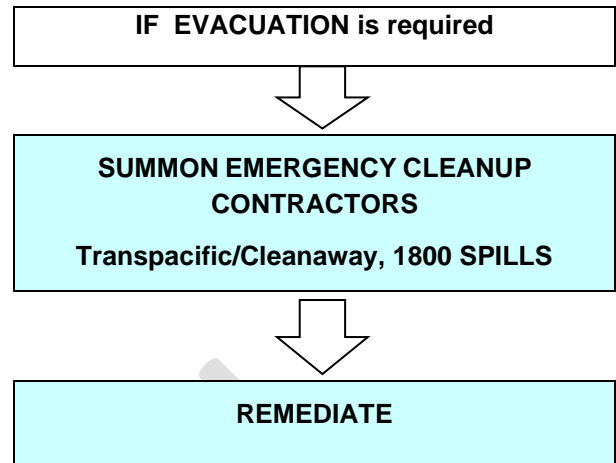 IF  EVACUATION is required
SUMMON EMERGENCY CLEANUP
CONTRACTORS
Transpacific/Cleanaway, 1800 SPILLS
REMEDIATE